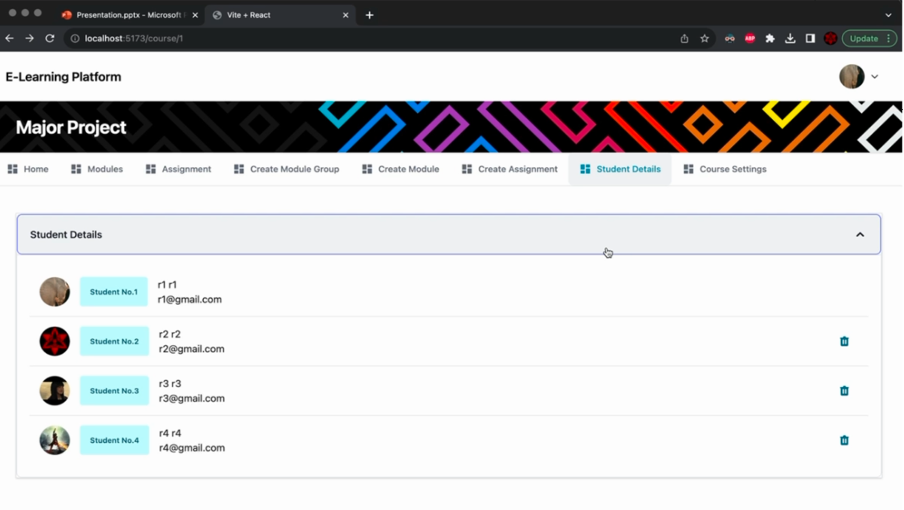 Presentation.pptx - Microsoft
Vite + React
localhost:5173/course/1
ABP
Update
E-Learning Platform
Major Project
Home
Modules
Assignment
Create Module Group
Create Module
Create Assignment
Student Details
Course Settings
Student Details
Student No.1
r1 r1
r1@gmail.com
Student No.2
r2 r2
r2@gmail.com
Student No.3
r3 r3
r3@gmail.com
Student No.4
r4 r4
r4@gmail.com